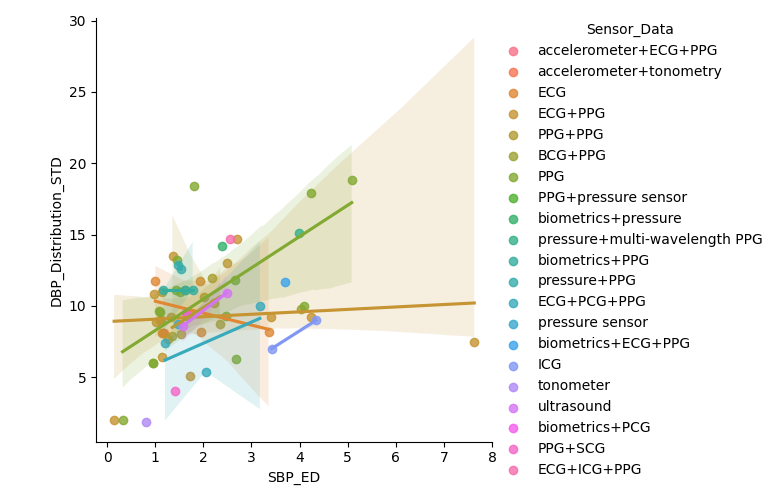 30
25
20
15
10
5
DBP_Distribution_STD
0 1 2 3 4 5 6 7 8
SBP_ED
Sensor_Data
accelerometer+ECG+PPG
accelerometer+tonometry
ECG
ECG+PPG
PPG+PPG
BCG+PPG
PPG
PPG+pressure sensor
biometrics+pressure
pressure+multi-wavelength PPG
biometrics+PPG
pressure+PPG
ECG+PCG+PPG
pressure sensor
biometrics+ECG+PPG
ICG
tonometer
ultrasound
biometrics+PCG
PPG+SCG
ECG+ICG+PPG